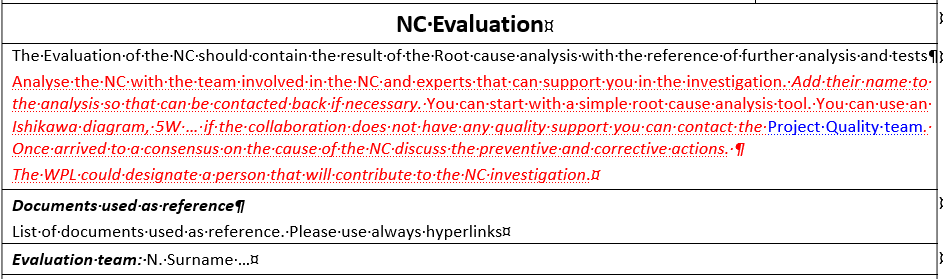 NC Evaluation
The Evaluation of the NC should contain the result of the Root cause analysis with the reference of further analysis and tests
Analyse the NC with the team involved in the NC and experts that can support you in the investigation. Add their name to
the analysis so that can be contacted back if necessary. You can start with a simple root cause analysis tool. You can use an
Ishikawa diagram, 5W … if the collaboration does not have any quality support you can contact the Project Quality team.
Once arrived to a consensus on the cause of the NC discuss the preventive and corrective actions.
The WPL could designate a person that will contribute to the NC investigation.
Documents used as reference
List of documents used as reference. Please use always hyperlinks
Evaluation team: N. Surname …